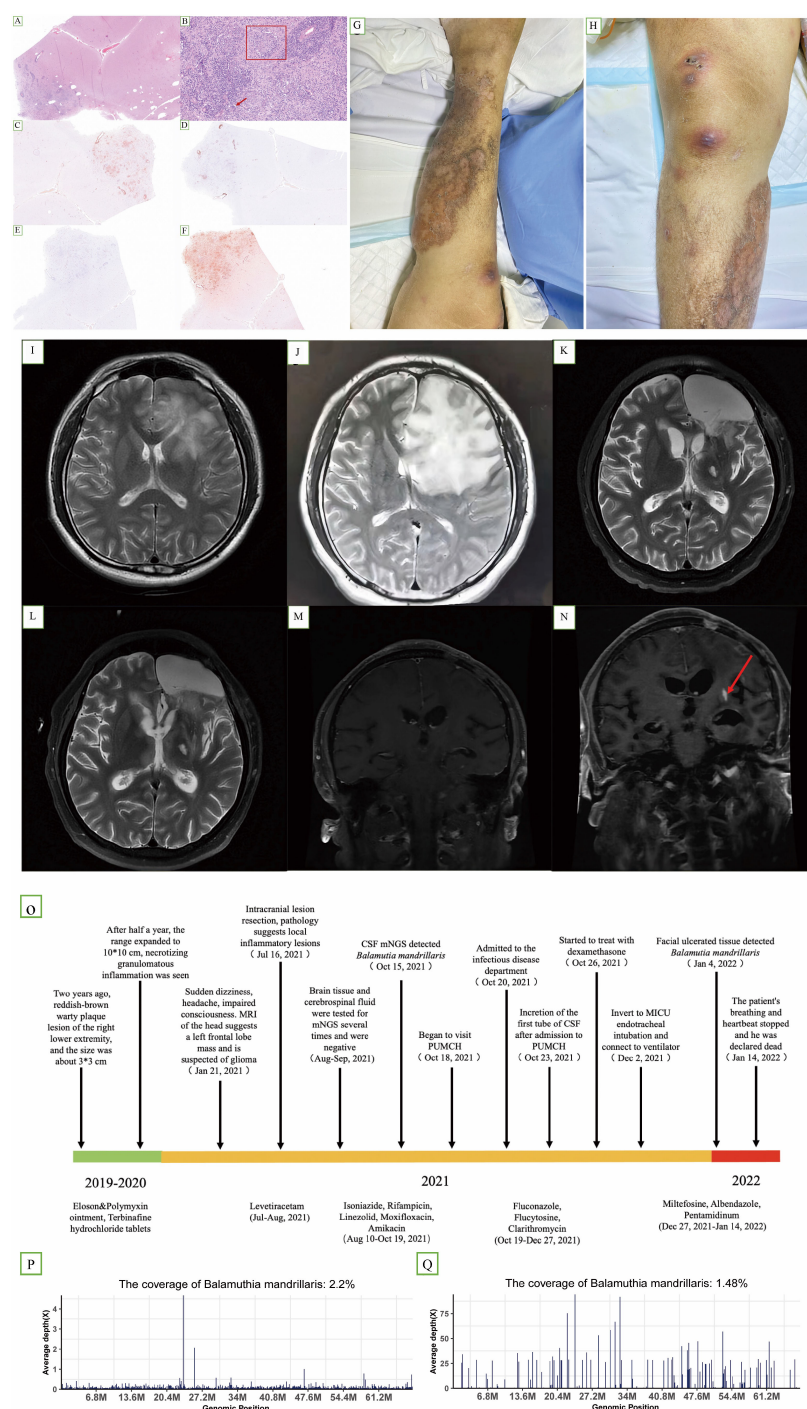 A
B
C
D
E
F
G
H
I
J
K
L
M
N
O
After half a year, the
range expanded to
10*10 cm, necrotizing
granulomatous
inflammation was seen
Intracranial lesion
resection, pathology
suggests local
inflammatory lesions
( Jul 16, 2021 )
CSF mNGS detected
Balamutia mandrillaris
( Oct 15, 2021 )
Admitted to the
infectious disease
department
( Oct 20, 2021 )
Started to treat with
dexamethasone
( Oct 26, 2021 )
Facial ulcerated tissue detected
Balamutia mandrillaris
( Jan 4, 2022 )
Two years ago,
reddish-brown
warty plaque
lesion of the right
lower extremity,
and the size was
about 3*3 cm
Sudden dizziness,
headache, impaired
consciousness. MRI
of the head suggests
a left frontal lobe
mass and is
suspected of glioma
( Jan 21, 2021 )
Brain tissue and
cerebrospinal fluid
were tested for
mNGS several
times and were
negative
(Aug-Sep, 2021)
Began to visit
PUMCH
( Oct 18, 2021 )
Incretion of the
first tube of CSF
after admission to
PUMCH
( Oct 23, 2021 )
Invert to MICU
endotracheal
intubation and
connect to ventilator
( Dec 2, 2021 )
The patient's
breathing and
heartbeat stopped
and he was
declared dead
( Jan 14, 2022 )
2019-2020
2021
2022
Eloson&Polymyxin
ointment, Terbinafine
hydrochloride tablets
Levetiracetam
(Jul-Aug, 2021)
Isoniazide, Rifampicin,
Linezolid, Moxifloxacin,
Amikacin
(Aug 10-Oct 19, 2021)
Fluconazole,
Flucytosine,
Clarithromycin
(Oct 19-Dec 27, 2021)
Miltefosine, Albendazole,
Pentamidinum
(Dec 27, 2021-Jan 14, 2022)
P
The coverage of Balamuthia mandrillaris: 2.2%
Average depth(X)
4
3
2
1
0
6.8M 13.6M 20.4M 27.2M 34M 40.8M 47.6M 54.4M 61.2M
Genomic Position
Q
The coverage of Balamuthia mandrillaris: 1.48%
Average depth(X)
75
50
25
0
6.8M 13.6M 20.4M 27.2M 34M 40.8M 47.6M 54.4M 61.2M
Genomic Position